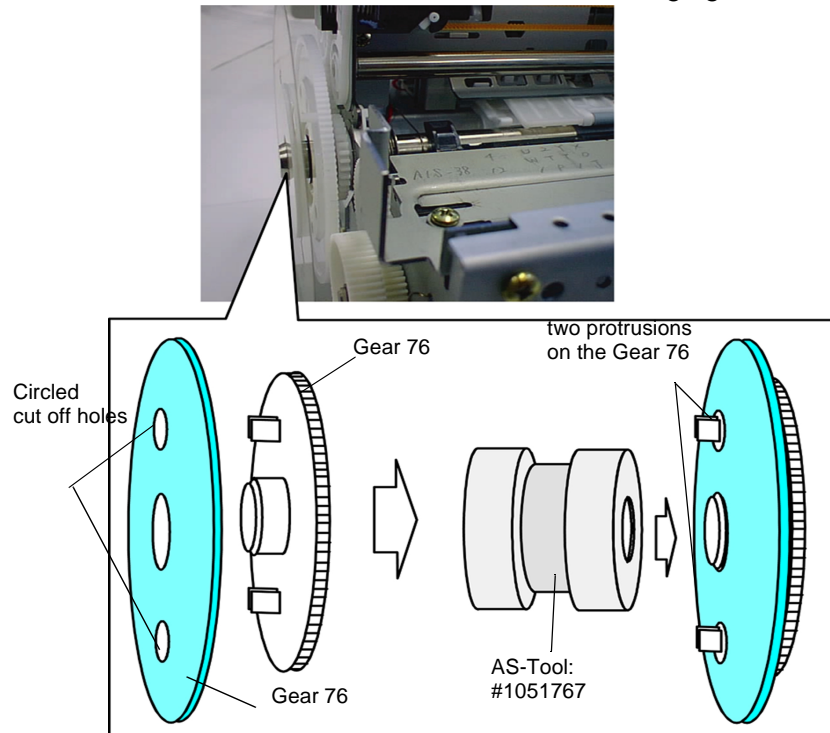 Gear 76
two protrusions
on the Gear 76
Circled
cut off holes
AS-Tool:
#1051767
Gear 76